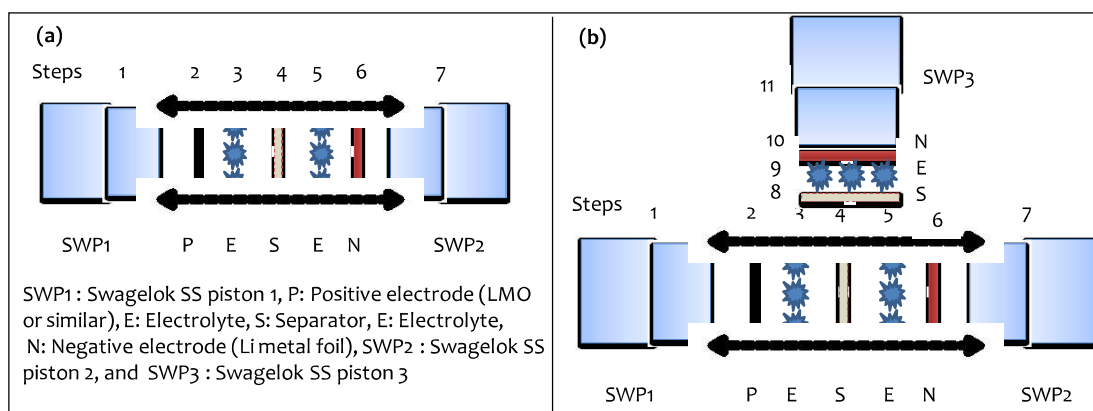 (a)
Steps 1 2 3 4 5 6 7
SWP1 P E S E N SWP2
SWP1 : Swagelok SS piston 1, P: Positive electrode (LMO
or similar), E: Electrolyte, S: Separator, E: Electrolyte,
N: Negative electrode (Li metal foil), SWP2 : Swagelok SS
piston 2, and SWP3 : Swagelok SS piston 3
(b)
SWP3
11
10 N
9 E
8 S
Steps 1 2 3 4 5 6 7
SWP1 P E S E N SWP2